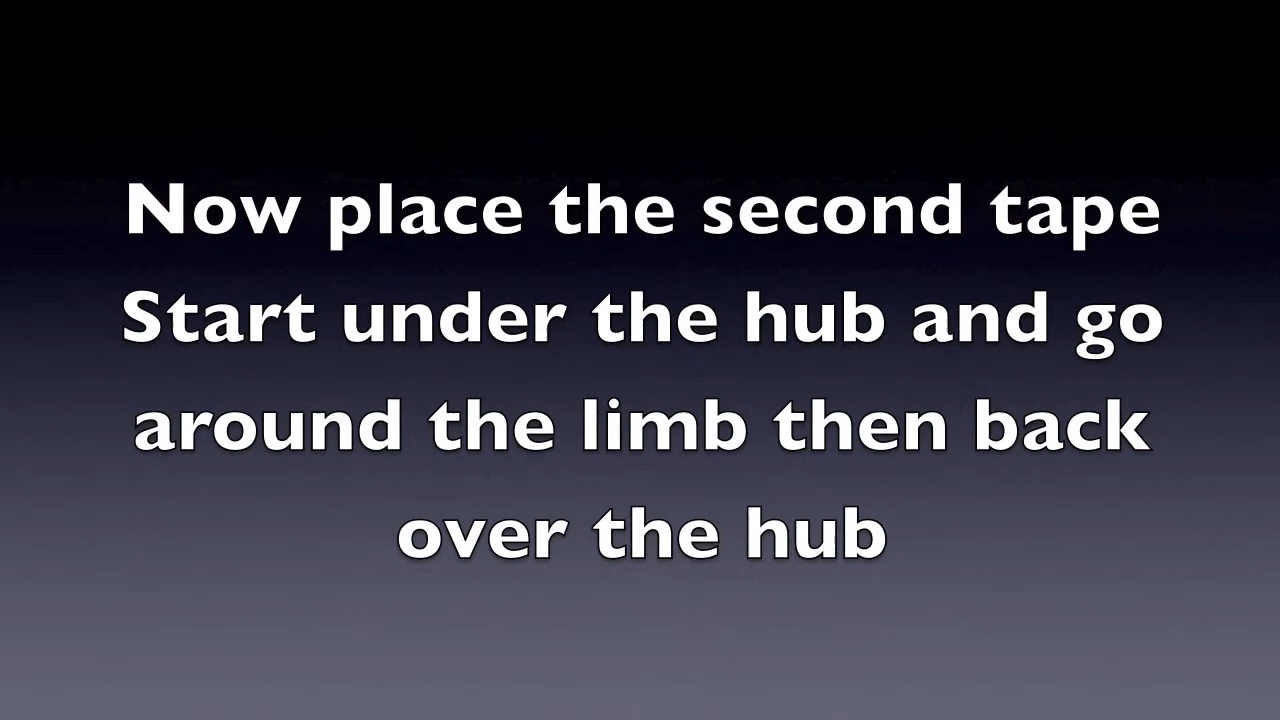 Now place the second tape
Start under the hub and go
around the limb then back
over the hub